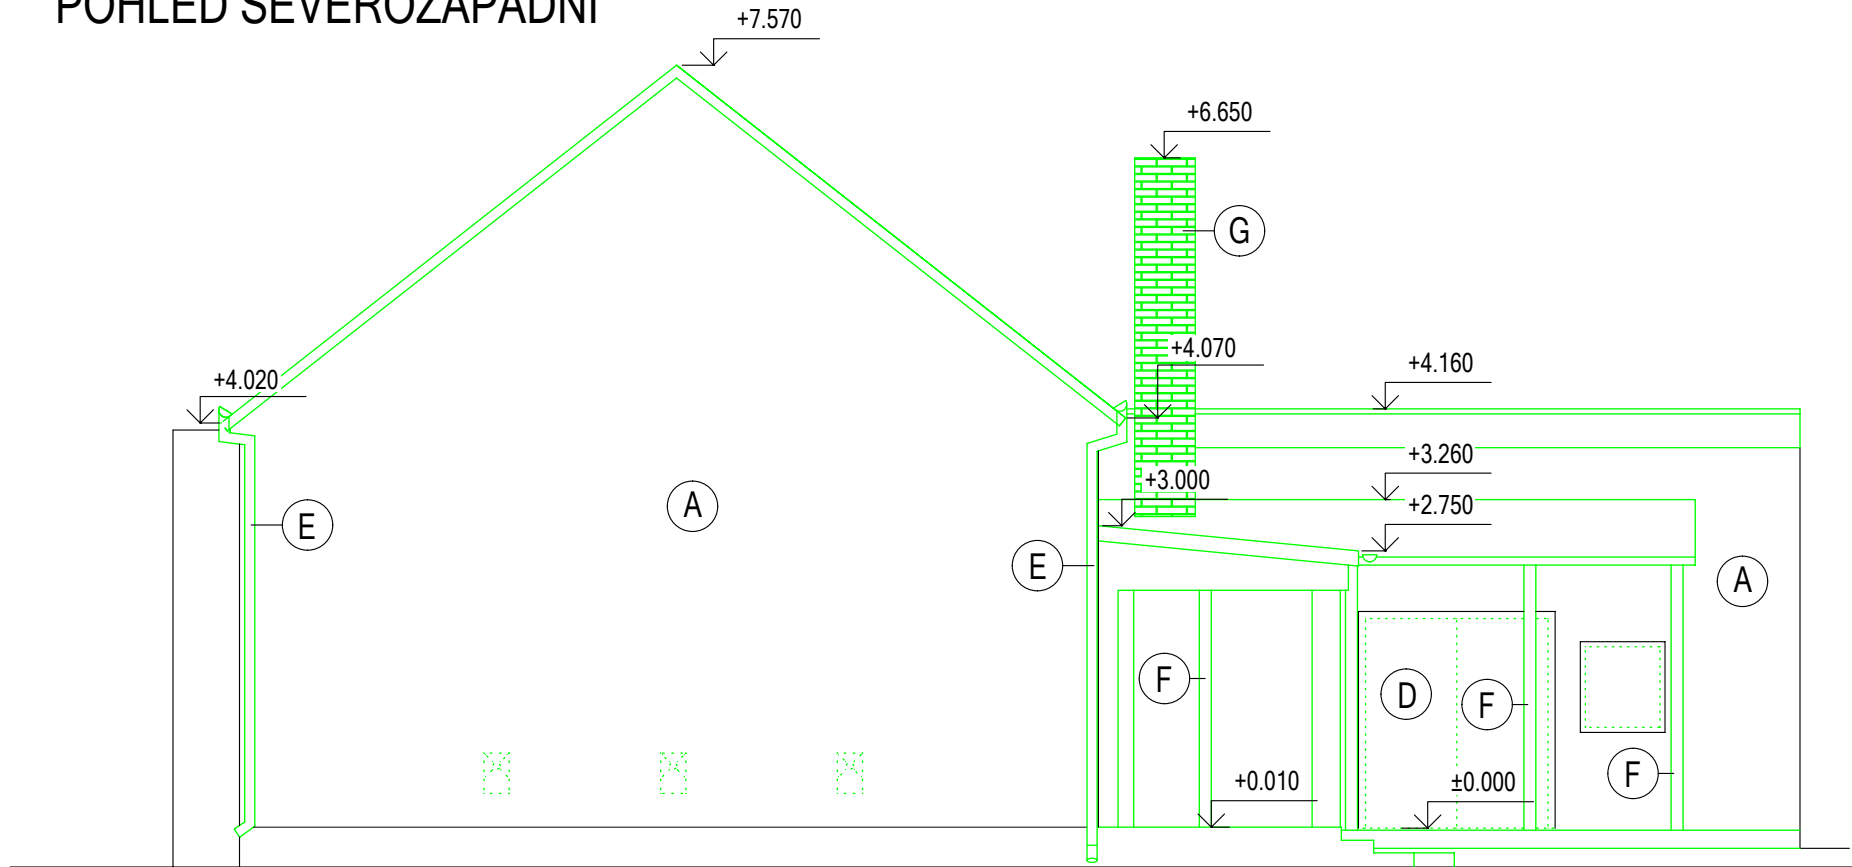 POHLED SEVEROZÁPADNÍ
+7.570
+6.650
G
+4.070
+4.020
+4.160
+3.260
+3.000
+2.750
A
E
E
A
F
D
F
F
+0.010
±0.000